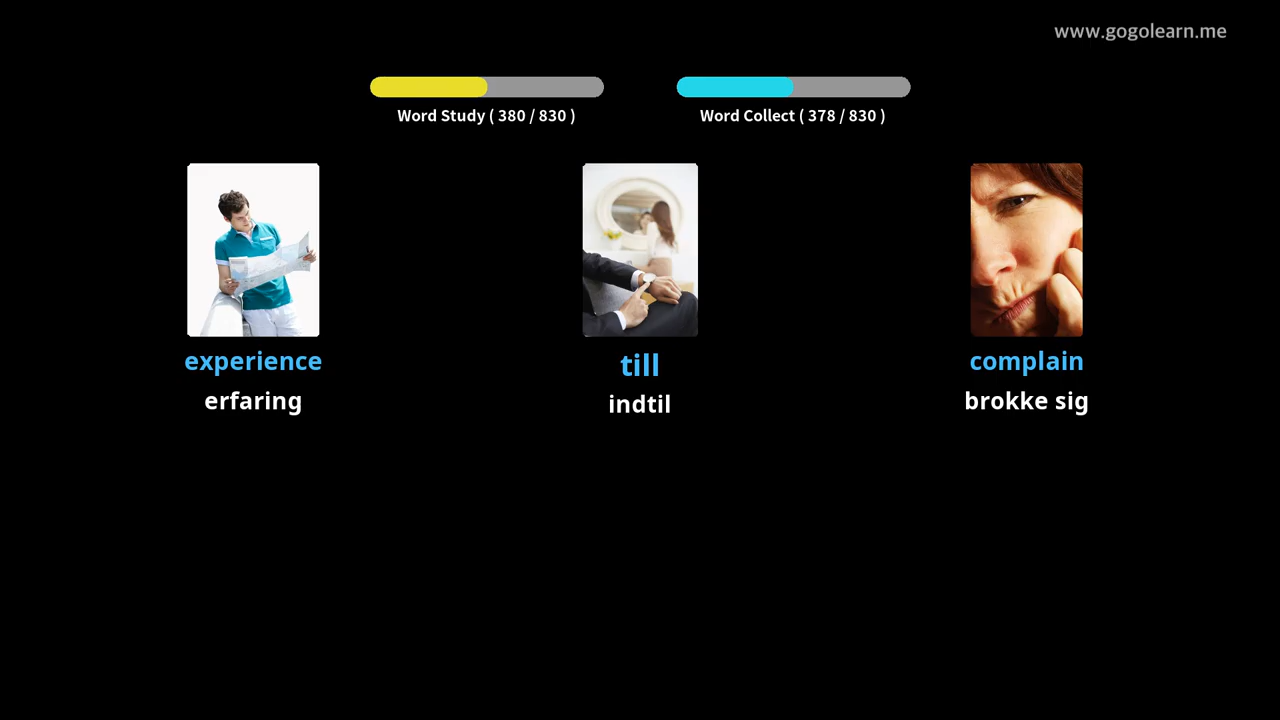 www.gogolearn.me
Word Study ( 380 / 830 )
Word Collect ( 378 / 830 )
experience
till
complain
erfaring
indtil
brokke sig